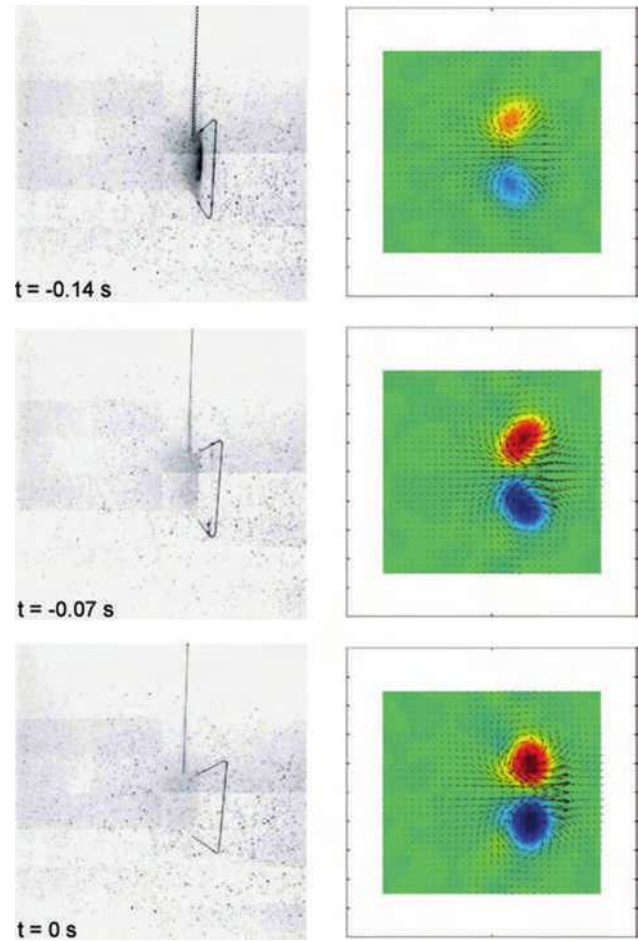 t = -0.14 s
t = -0.07 s
t = 0 s